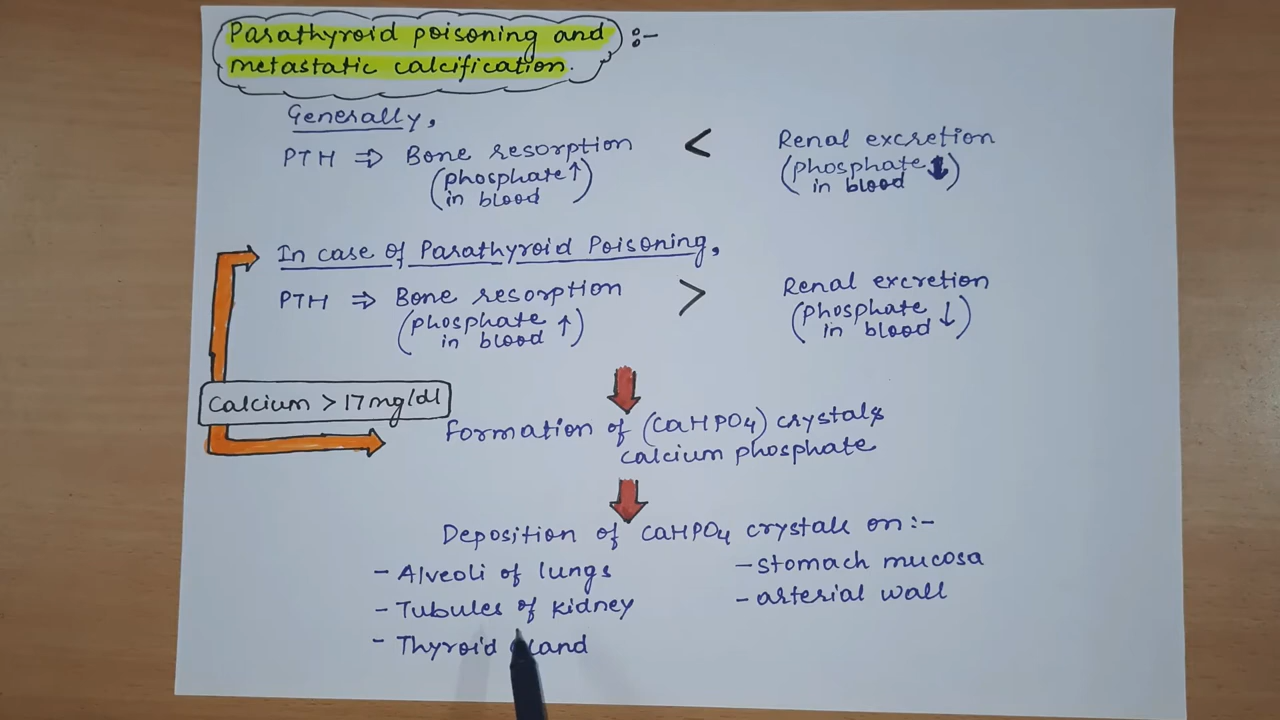 Parathyroid poisoning and :-
metastatic calcification.
Generally,
PTH ⇒ Bone resorption < Renal excretion
(phosphate ↑ in blood) (phosphate ↓ in blood)
In case of Parathyroid Poisoning,
PTH ⇒ Bone resorption > Renal excretion
(phosphate ↑ in blood) (phosphate ↓ in blood)
Calcium > 17 mg/dl
Formation of (CaHPO4) crystals
calcium phosphate
Deposition of CaHPO4 crystals on :-
- Alveoli of lungs
- Tubules of kidney
- Thyroid
- stomach mucosa
- arterial wall